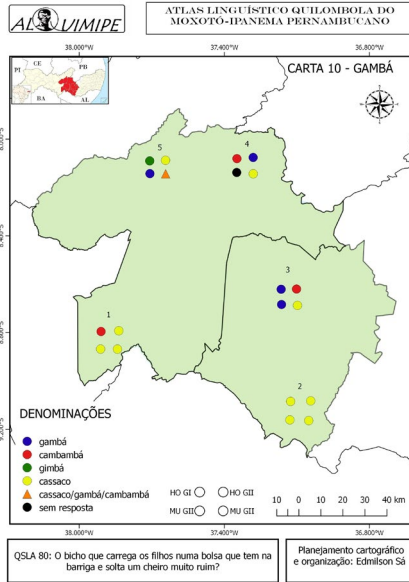 ALQUIMIPE
ATLAS LINGUÍSTICO QUILOMBOLA DO
MOXOTÓ-IPANEMA PERNAMBUCANO
38.000°S 37.400°S 36.800°S
CARTA 10 - GAMBÁ
PI CE PB
BA AL
5
4
3
1
2
9.200°S
DENOMINAÇÕES
gambá
cambambá
gimbá
cassaco
cassaco/gambá/cambambá
sem resposta
HO GI HO GII
MU GII MU GII
10 0 10 20 30 40 km
38.000°S 37.400°S 36.800°S
QSLA 80: O bicho que carrega os filhos numa bolsa que tem na
barriga e solta um cheiro muito ruim?
Planejamento cartográfico
e organização: Edmilson Sá